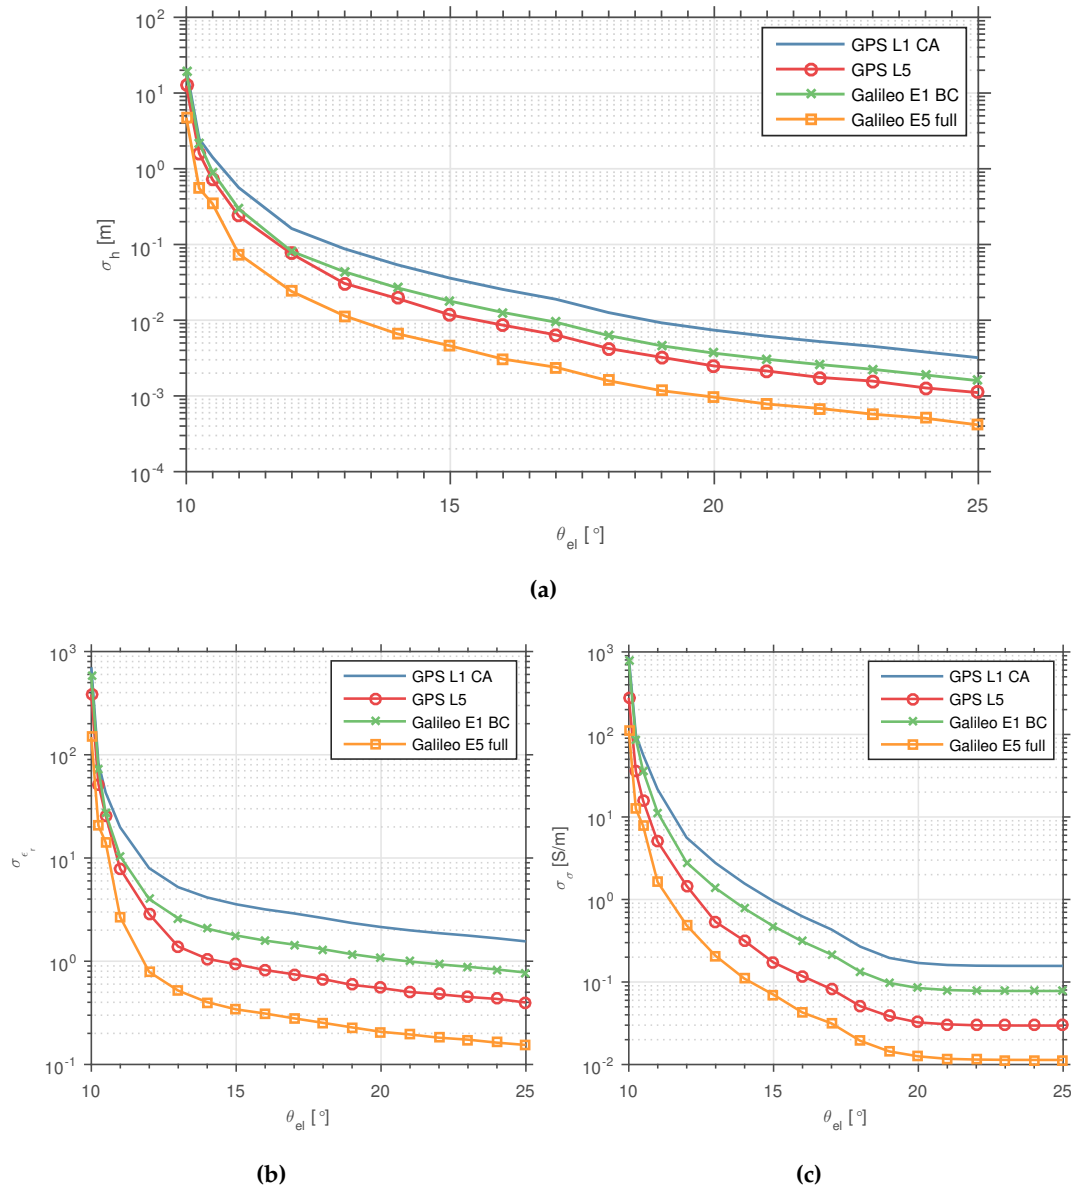 10^2
10^1
10^0
10^-1
10^-2
10^-3
10^-4
σ_h [m]
GPS L1 CA
GPS L5
Galileo E1 BC
Galileo E5 full
10 15 20 25
θ_el [°]
(a)
10^3
10^2
10^1
10^0
10^-1
σ_ϵ_r
GPS L1 CA
GPS L5
Galileo E1 BC
Galileo E5 full
10 15 20 25
θ_el [°]
(b)
10^3
10^2
10^1
10^0
10^-1
10^-2
σ_σ [S/m]
GPS L1 CA
GPS L5
Galileo E1 BC
Galileo E5 full
10 15 20 25
θ_el [°]
(c)